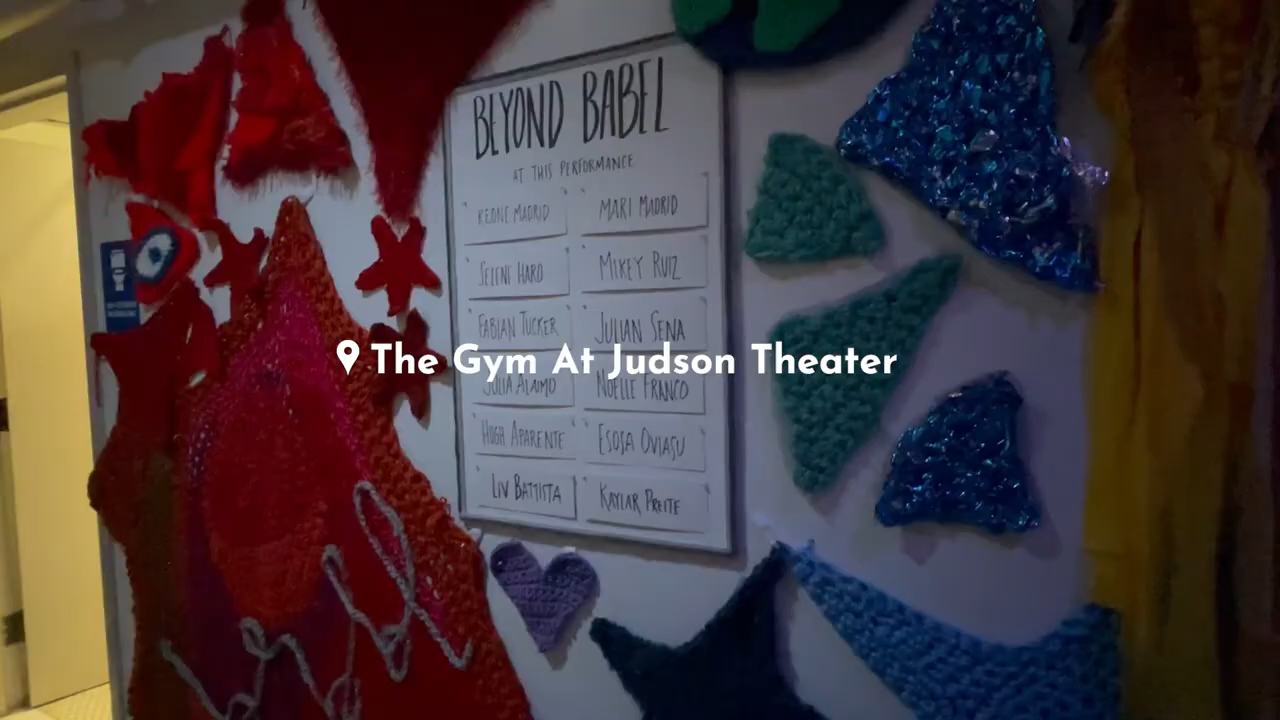 BEYOND BABEL
AT THIS PERFORMANCE
KEONE MADRID MARI MADRID
SELENE HARO MIKEY RUIZ
FABIAN TUCKER JULIAN SENA
The Gym At Judson Theater
JULIA ALAIMO NOELLE FRANCO
HUGH APARENTE ESOSA OVIASU
LIV BATTISTA KAYLAR PREITE